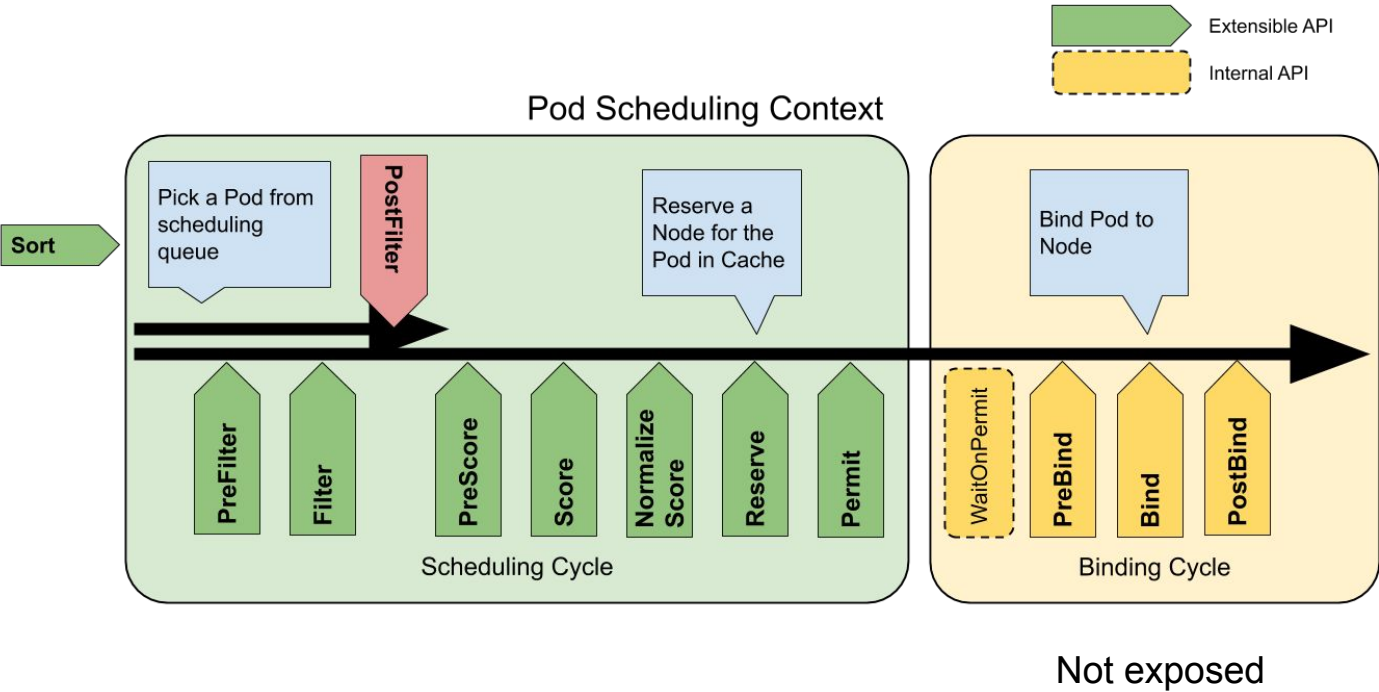 Extensible API
Internal API
Pod Scheduling Context
Sort
Pick a Pod from
scheduling
queue
PostFilter
Reserve a
Node for the
Pod in Cache
Bind Pod to
Node
PreFilter
Filter
PreScore
Score
Normalize
Score
Reserve
Permit
WaitOnPermit
PreBind
Bind
PostBind
Scheduling Cycle
Binding Cycle
Not exposed